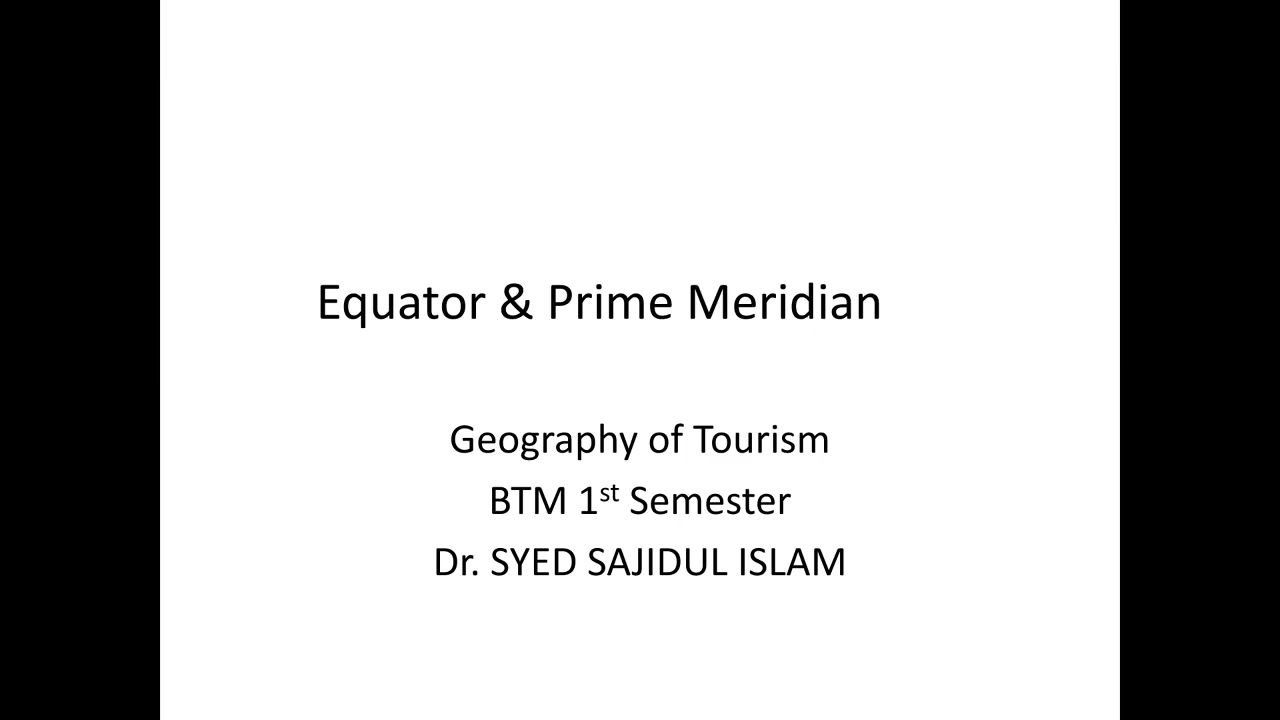 Equator & Prime Meridian
Geography of Tourism
BTM 1st Semester
Dr. SYED SAJIDUL ISLAM